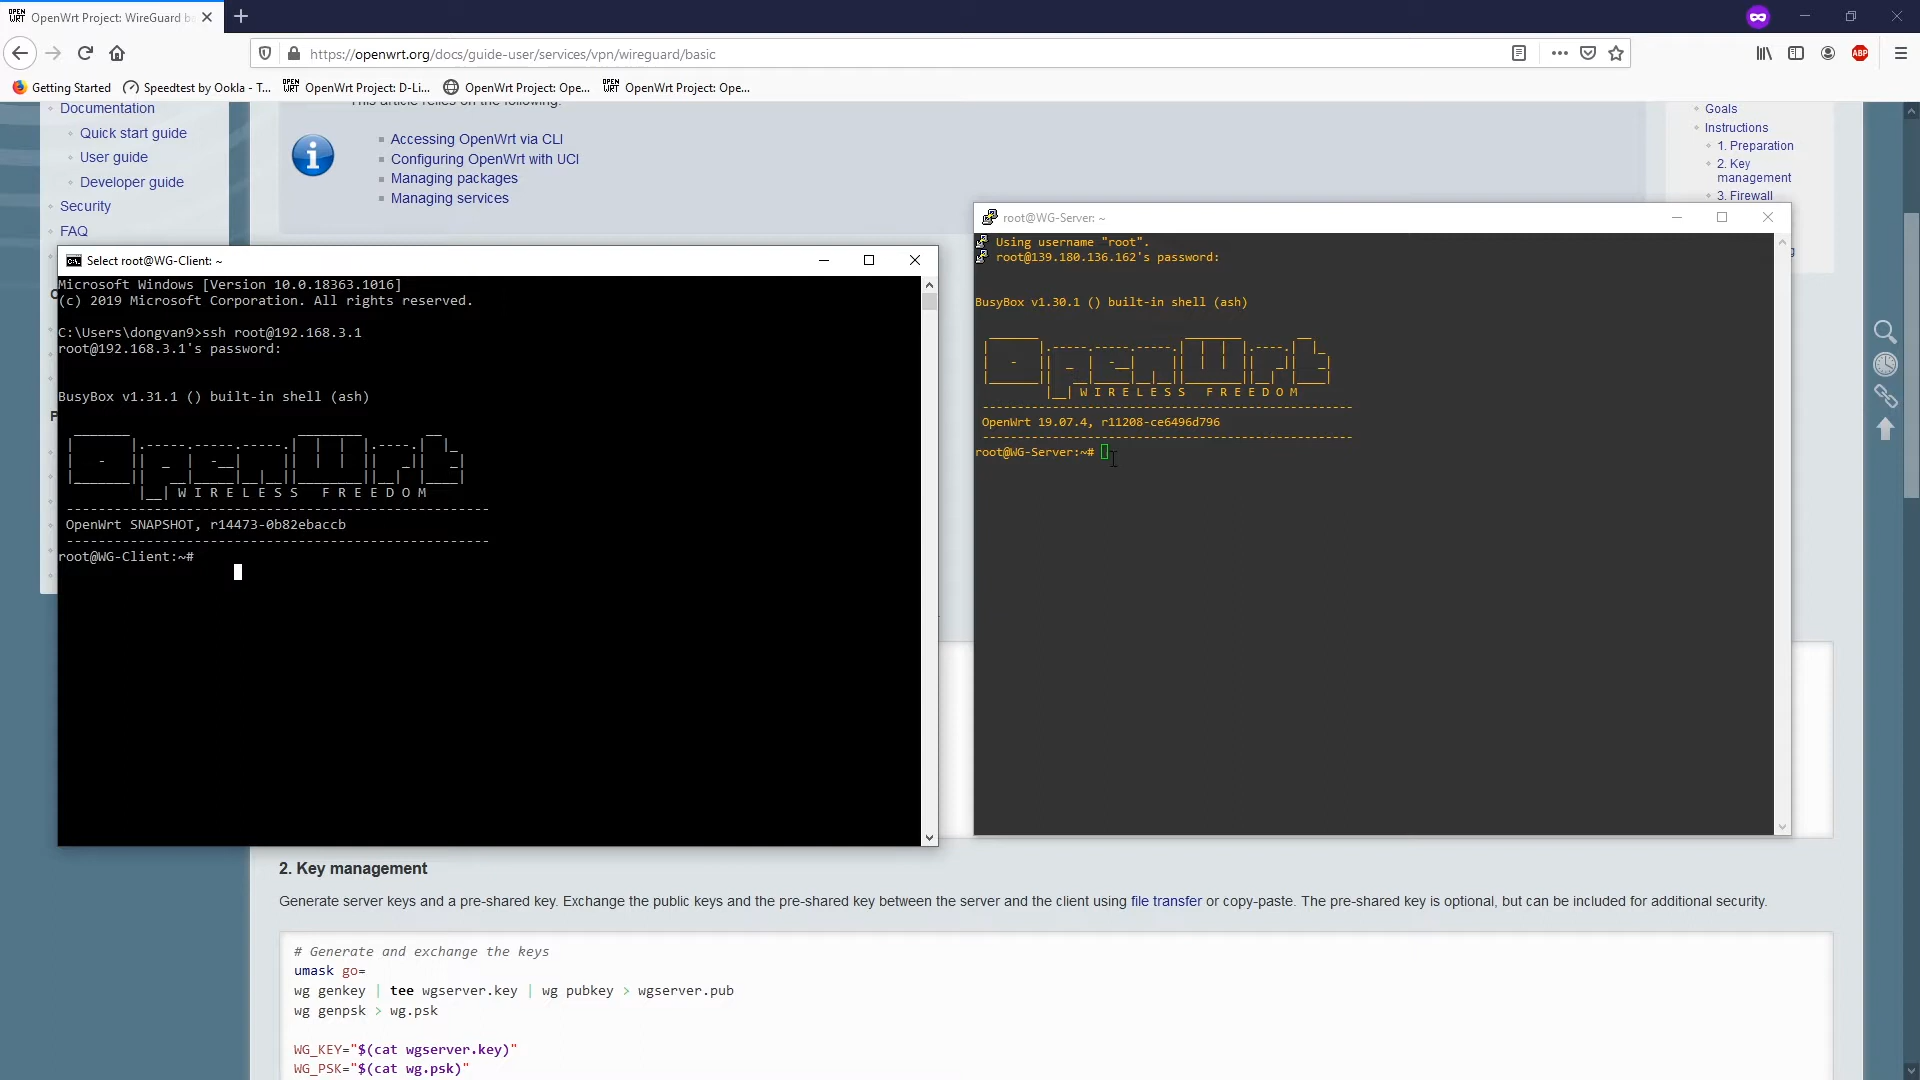 OpenWrt Project: WireGuard ba
https://openwrt.org/docs/guide-user/services/vpn/wireguard/basic
ABP
Getting Started
Speedtest by Ookla - T...
OpenWrt Project: D-Li...
OpenWrt Project: Ope...
OpenWrt Project: Ope...
Documentation
Quick start guide
User guide
Developer guide
Security
FAQ
This article relies on the following:
Accessing OpenWrt via CLI
Configuring OpenWrt with UCI
Managing packages
Managing services
Goals
Instructions
1. Preparation
2. Key
management
3. Firewall
Select root@WG-Client: ~
Microsoft Windows [Version 10.0.18363.1016]
(c) 2019 Microsoft Corporation. All rights reserved.
C:\Users\dongvan9>ssh root@192.168.3.1
root@192.168.3.1's password:
BusyBox v1.31.1 () built-in shell (ash)
OpenWrt
W I R E L E S S   F R E E D O M
-----------------------------------------------------
OpenWrt SNAPSHOT, r14473-0b82ebaccb
-----------------------------------------------------
root@WG-Client:~#
root@WG-Server: ~
Using username "root".
root@139.180.136.162's password:
BusyBox v1.30.1 () built-in shell (ash)
OpenWrt
W I R E L E S S   F R E E D O M
-----------------------------------------------------
OpenWrt 19.07.4, r11208-ce6496d796
-----------------------------------------------------
root@WG-Server:~#
2. Key management
Generate server keys and a pre-shared key. Exchange the public keys and the pre-shared key between the server and the client using file transfer or copy-paste. The pre-shared key is optional, but can be included for additional security.
# Generate and exchange the keys
umask go=
wg genkey | tee wgserver.key | wg pubkey > wgserver.pub
wg genpsk > wg.psk
WG_KEY="$(cat wgserver.key)"
WG_PSK="$(cat wg.psk)"